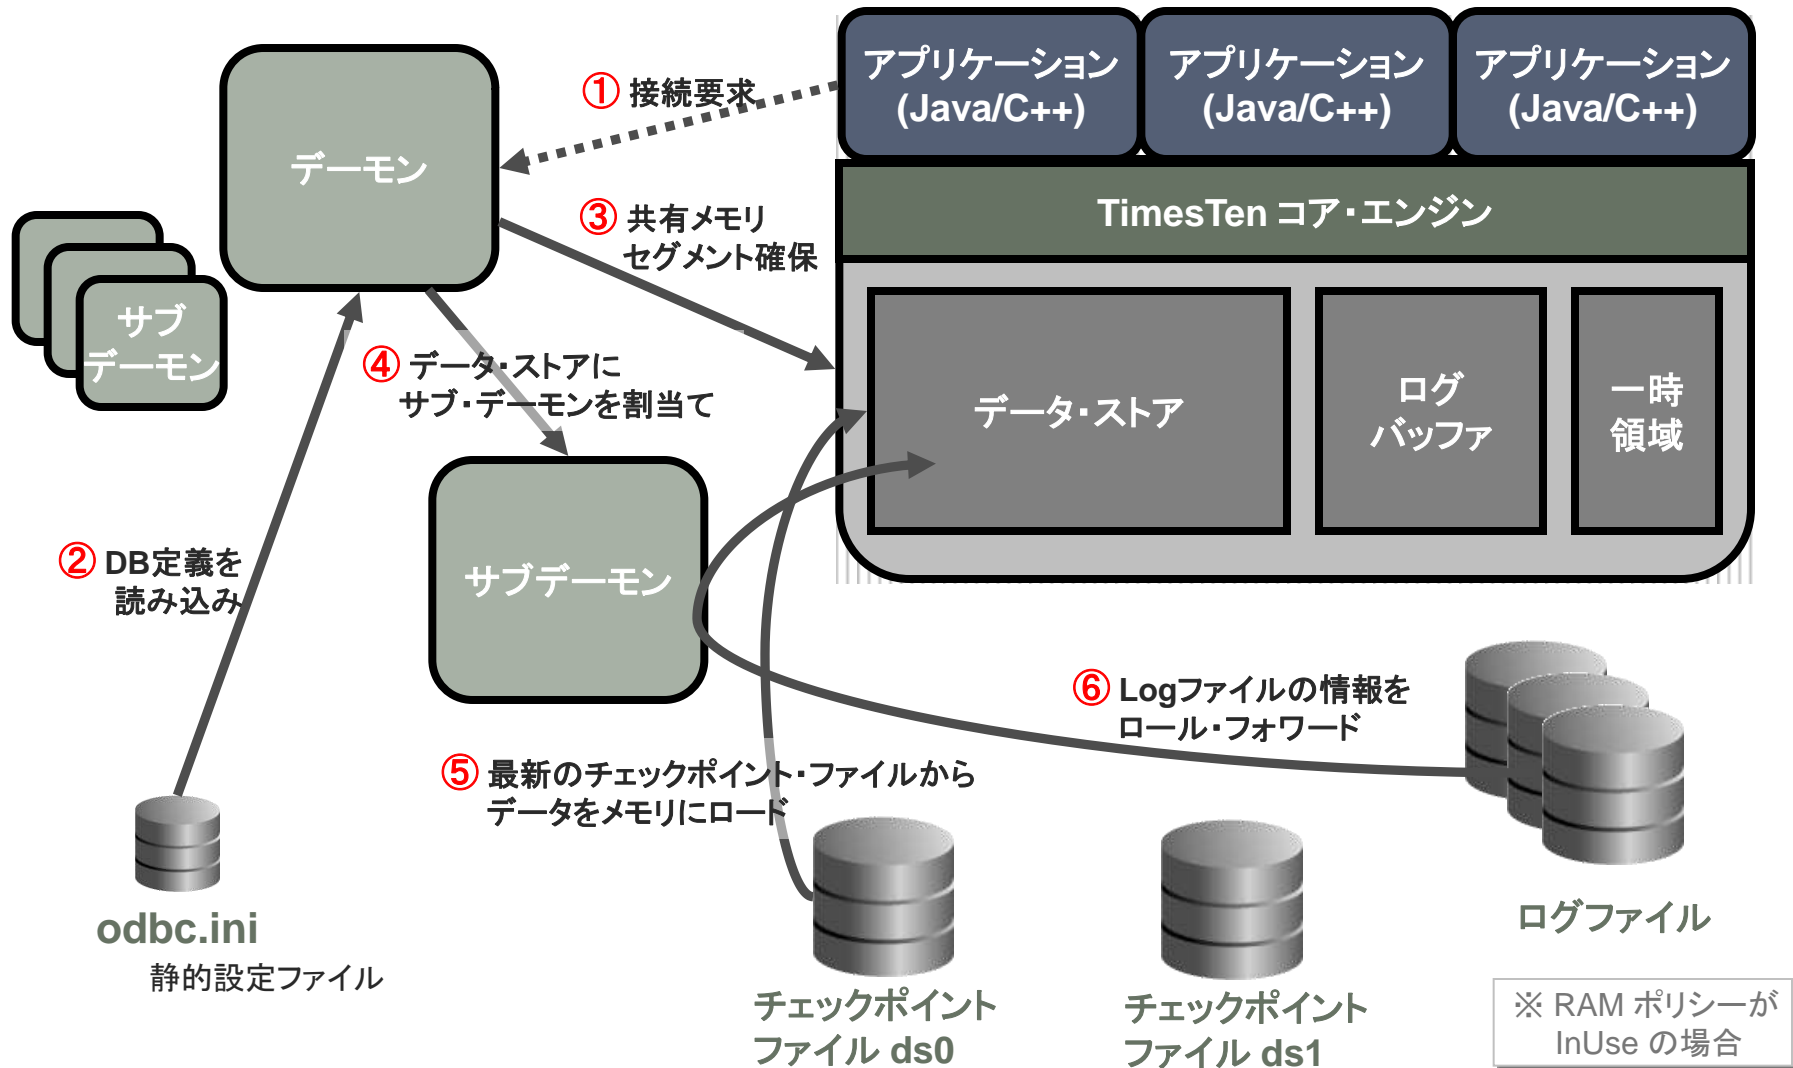 アプリケーション
(Java/C++)
アプリケーション
(Java/C++)
アプリケーション
(Java/C++)
① 接続要求
デーモン
TimesTen コア・エンジン
③ 共有メモリ
セグメント確保
サブ
デーモン
④ データ・ストアに
サブ・デーモンを割当て
データ・ストア
ログ
バッファ
一時
領域
② DB定義を
読み込み
サブデーモン
⑥ Logファイルの情報を
ロール・フォワード
⑤ 最新のチェックポイント・ファイルから
データをメモリにロード
odbc.ini
静的設定ファイル
チェックポイント
ファイル ds0
チェックポイント
ファイル ds1
ログファイル
※ RAM ポリシーが
InUse の場合